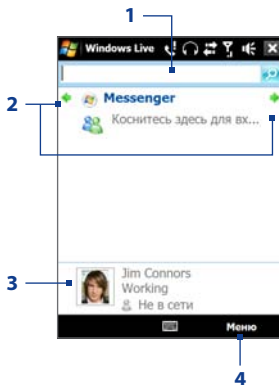 1
Windows Live
2
Messenger
Коснитесь здесь для вх...
3
Jim Connors
Working
Не в сети
Меню
4